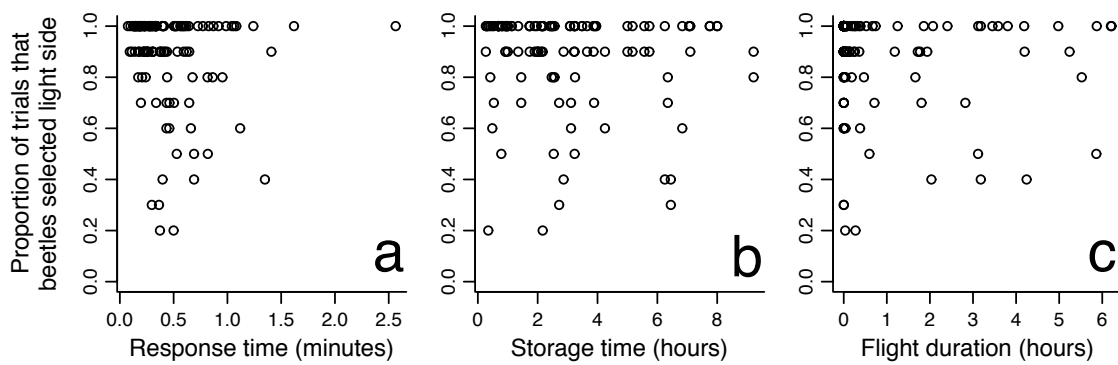 Proportion of trials that
beetles selected light side
1.0
0.8
0.6
0.4
0.2
0.0
a
0.0 0.5 1.0 1.5 2.0 2.5
Response time (minutes)
1.0
0.8
0.6
0.4
0.2
0.0
b
0 2 4 6 8
Storage time (hours)
1.0
0.8
0.6
0.4
0.2
0.0
c
0 1 2 3 4 5 6
Flight duration (hours)